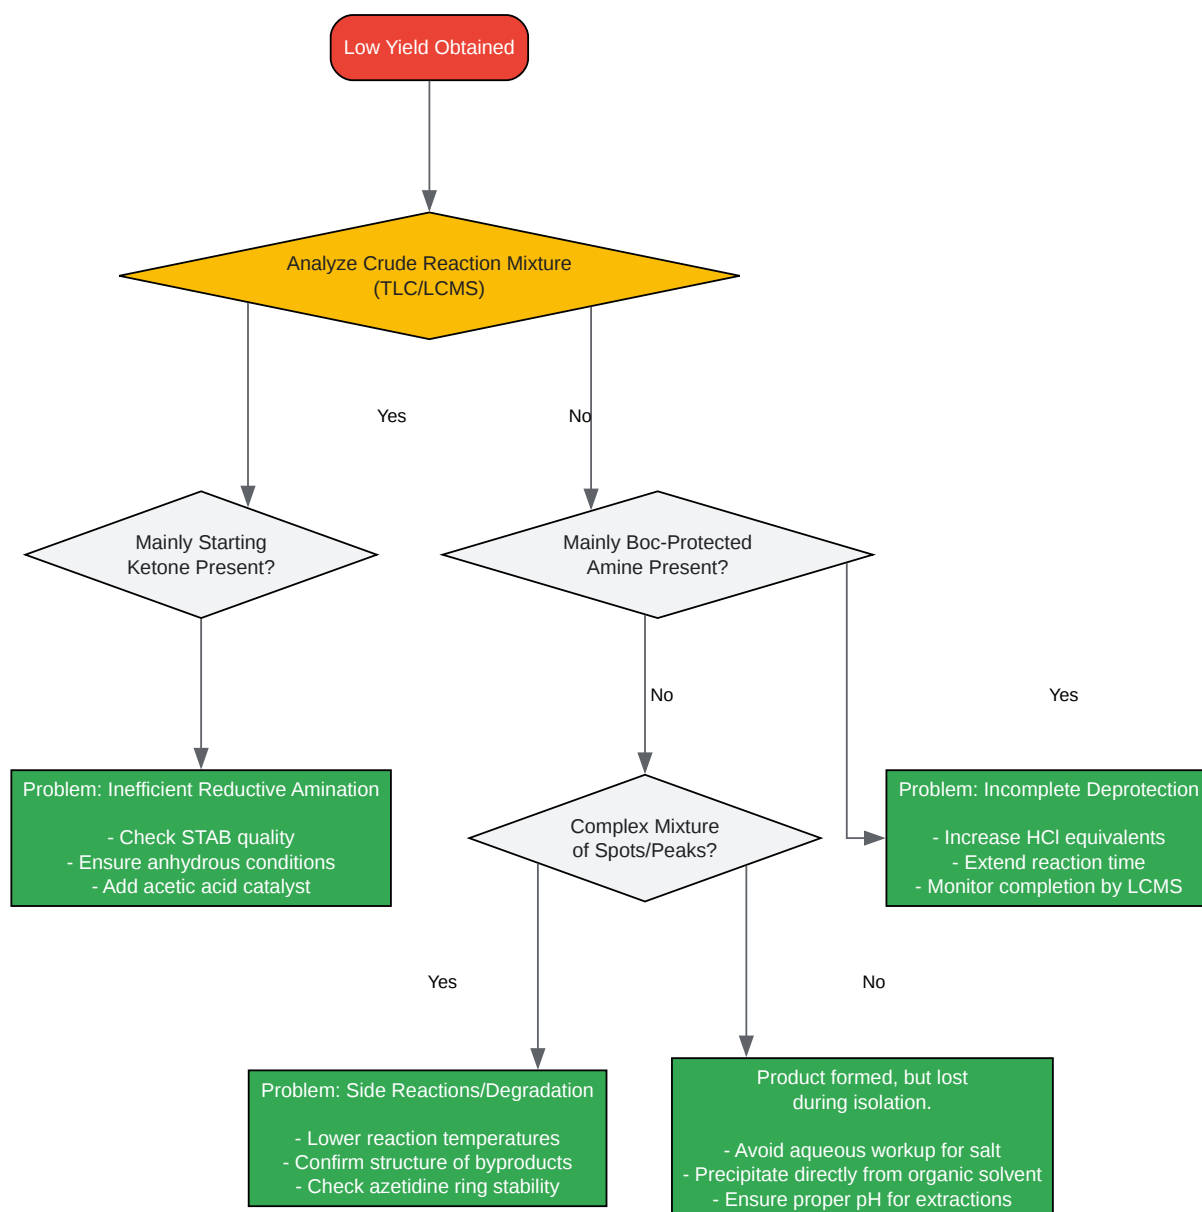 Low Yield Obtained
Analyze Crude Reaction Mixture
(TLC/LCMS)
Yes
No
Mainly Starting
Ketone Present?
Mainly Boc-Protected
Amine Present?
No
Yes
Problem: Inefficient Reductive Amination
- Check STAB quality
- Ensure anhydrous conditions
- Add acetic acid catalyst
Complex Mixture
of Spots/Peaks?
Problem: Incomplete Deprotection
- Increase HCl equivalents
- Extend reaction time
- Monitor completion by LCMS
Yes
No
Problem: Side Reactions/Degradation
- Lower reaction temperatures
- Confirm structure of byproducts
- Check azetidine ring stability
Product formed, but lost
during isolation.
- Avoid aqueous workup for salt
- Precipitate directly from organic solvent
- Ensure proper pH for extractions